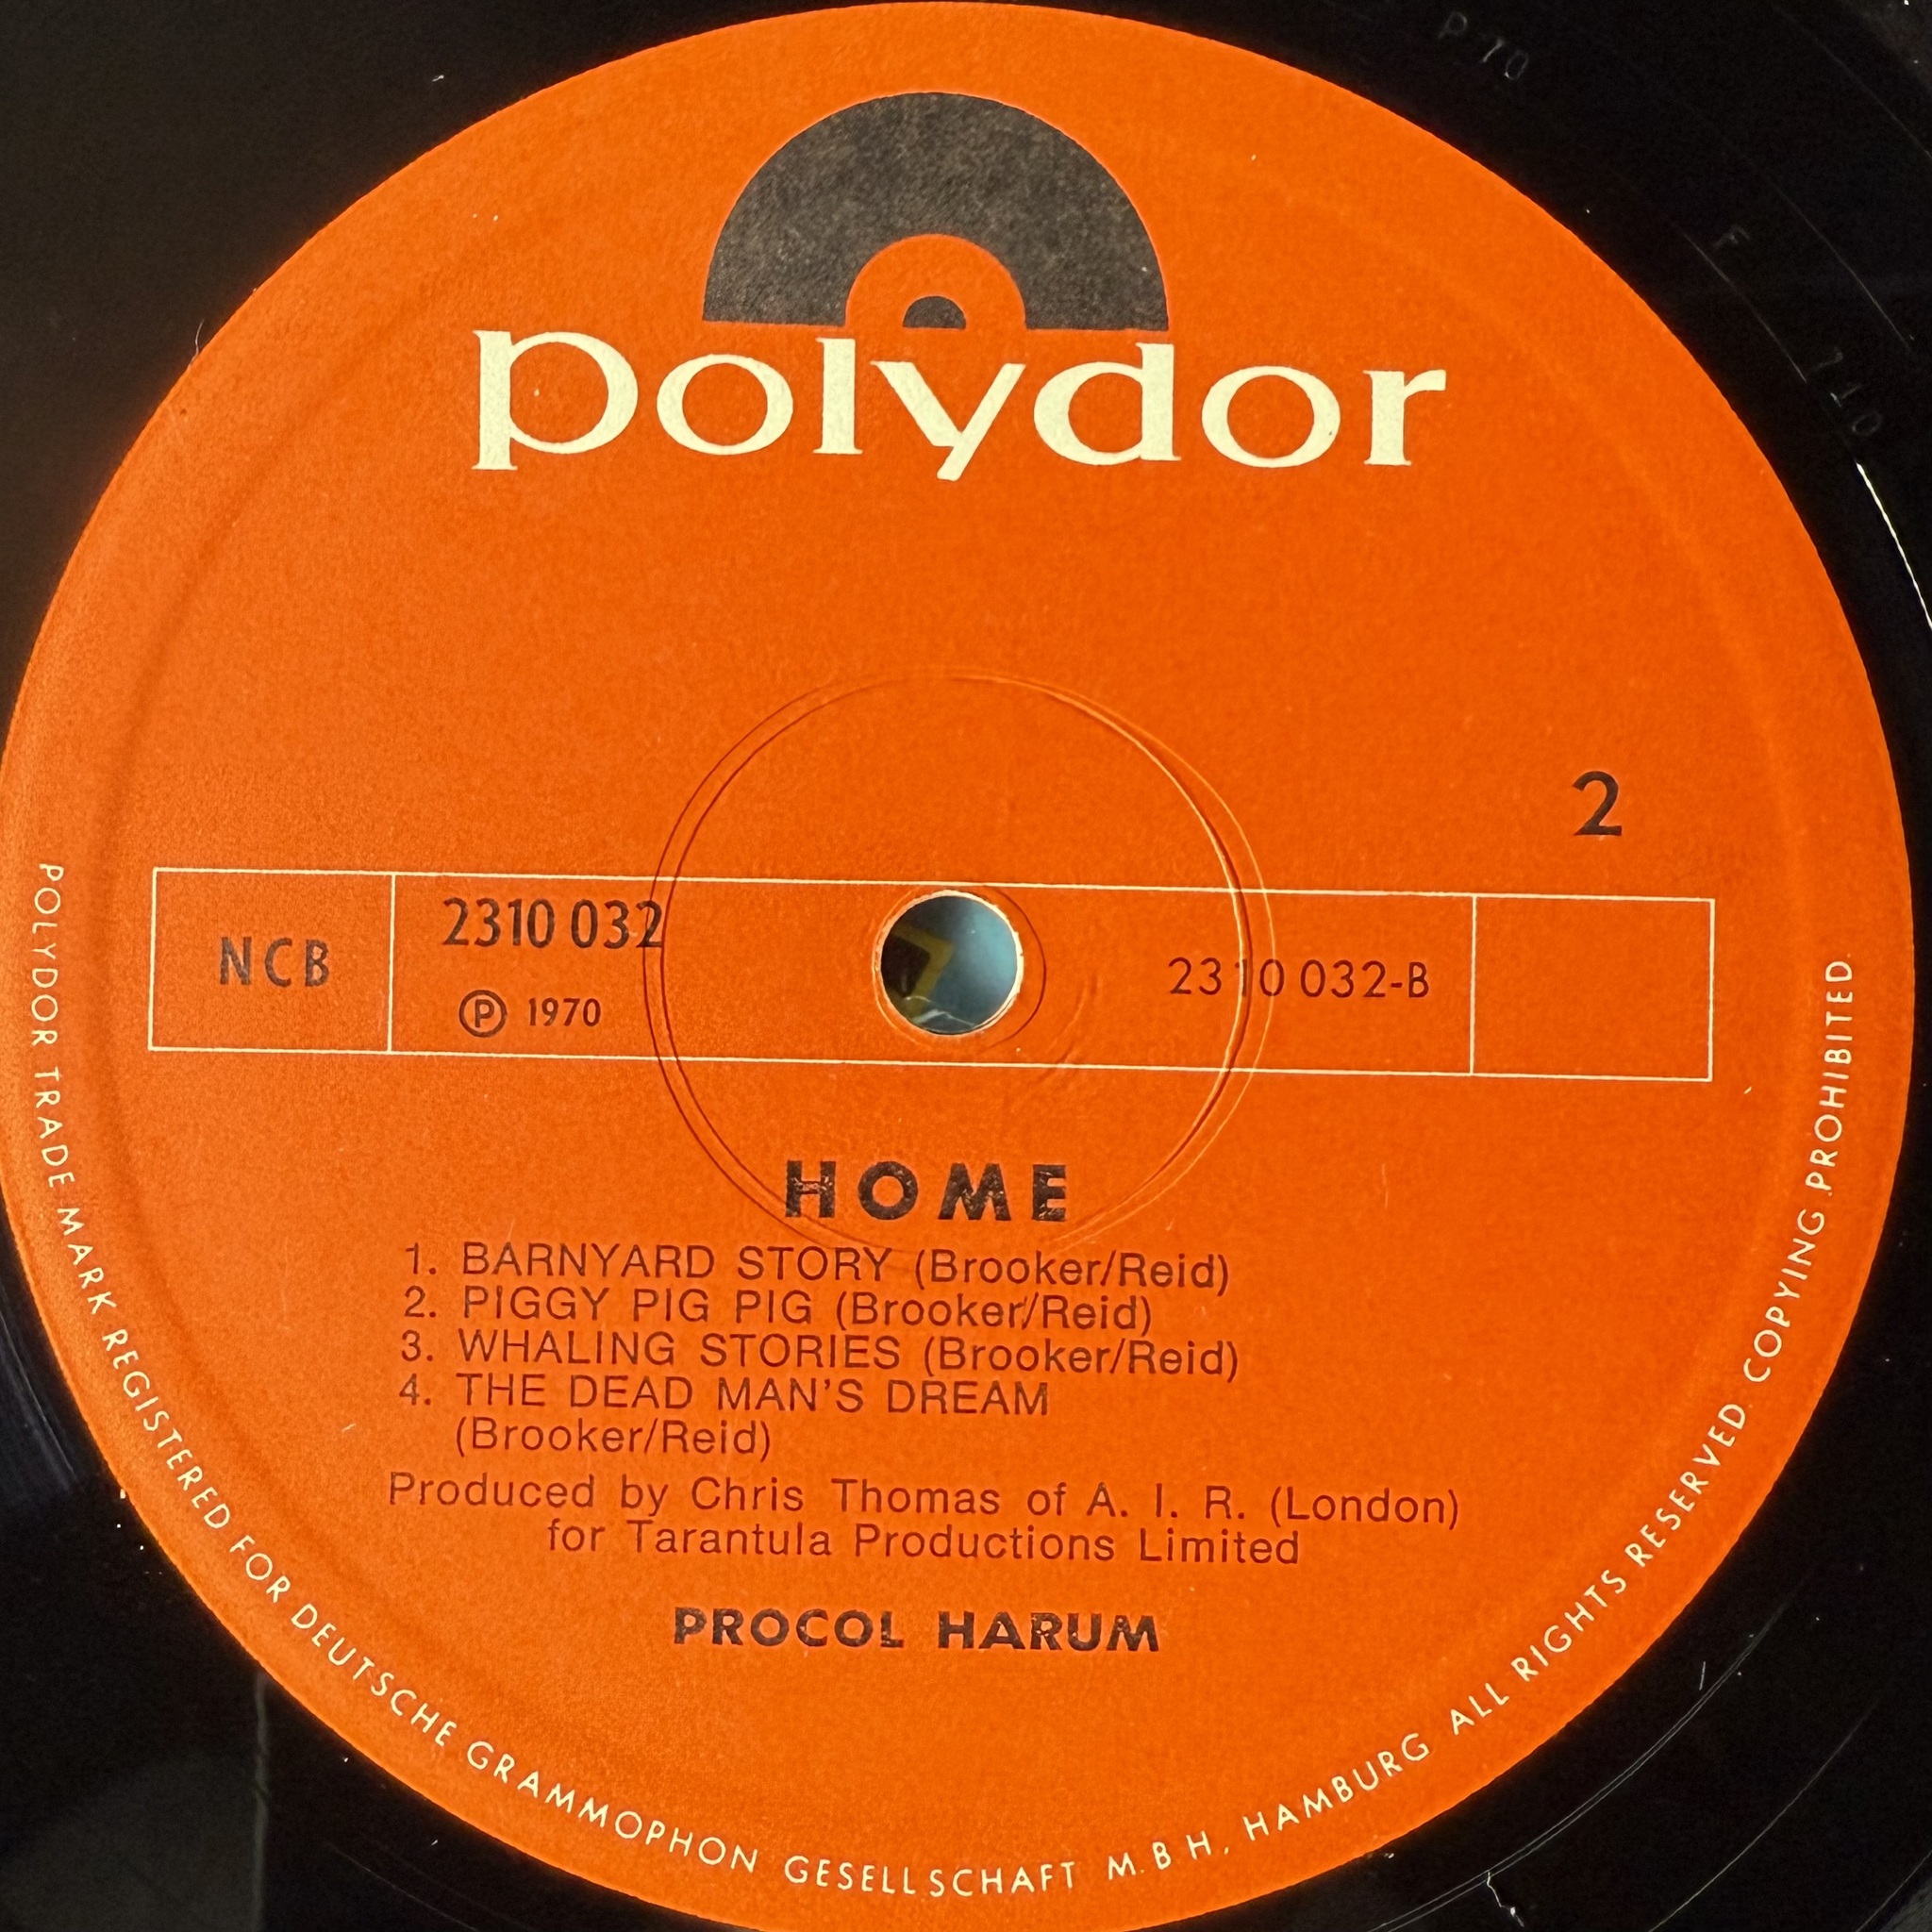 polydor
2
NCB
2310 032
Ⓟ 1970
2310 032-B
HOME
1. BARNYARD STORY (Brooker/Reid)
2. PIGGY PIG PIG (Brooker/Reid)
3. WHALING STORIES (Brooker/Reid)
4. THE DEAD MAN'S DREAM
(Brooker/Reid)
Produced by Chris Thomas of A. I. R. (London)
for Tarantula Productions Limited
PROCOL HARUM
POLYDOR TRADE MARK REGISTERED FOR DEUTSCHE GRAMMOPHON GESELLSCHAFT M.B H, HAMBURG ALL RIGHTS RESERVED. COPYING PROHIBITED.
P 70